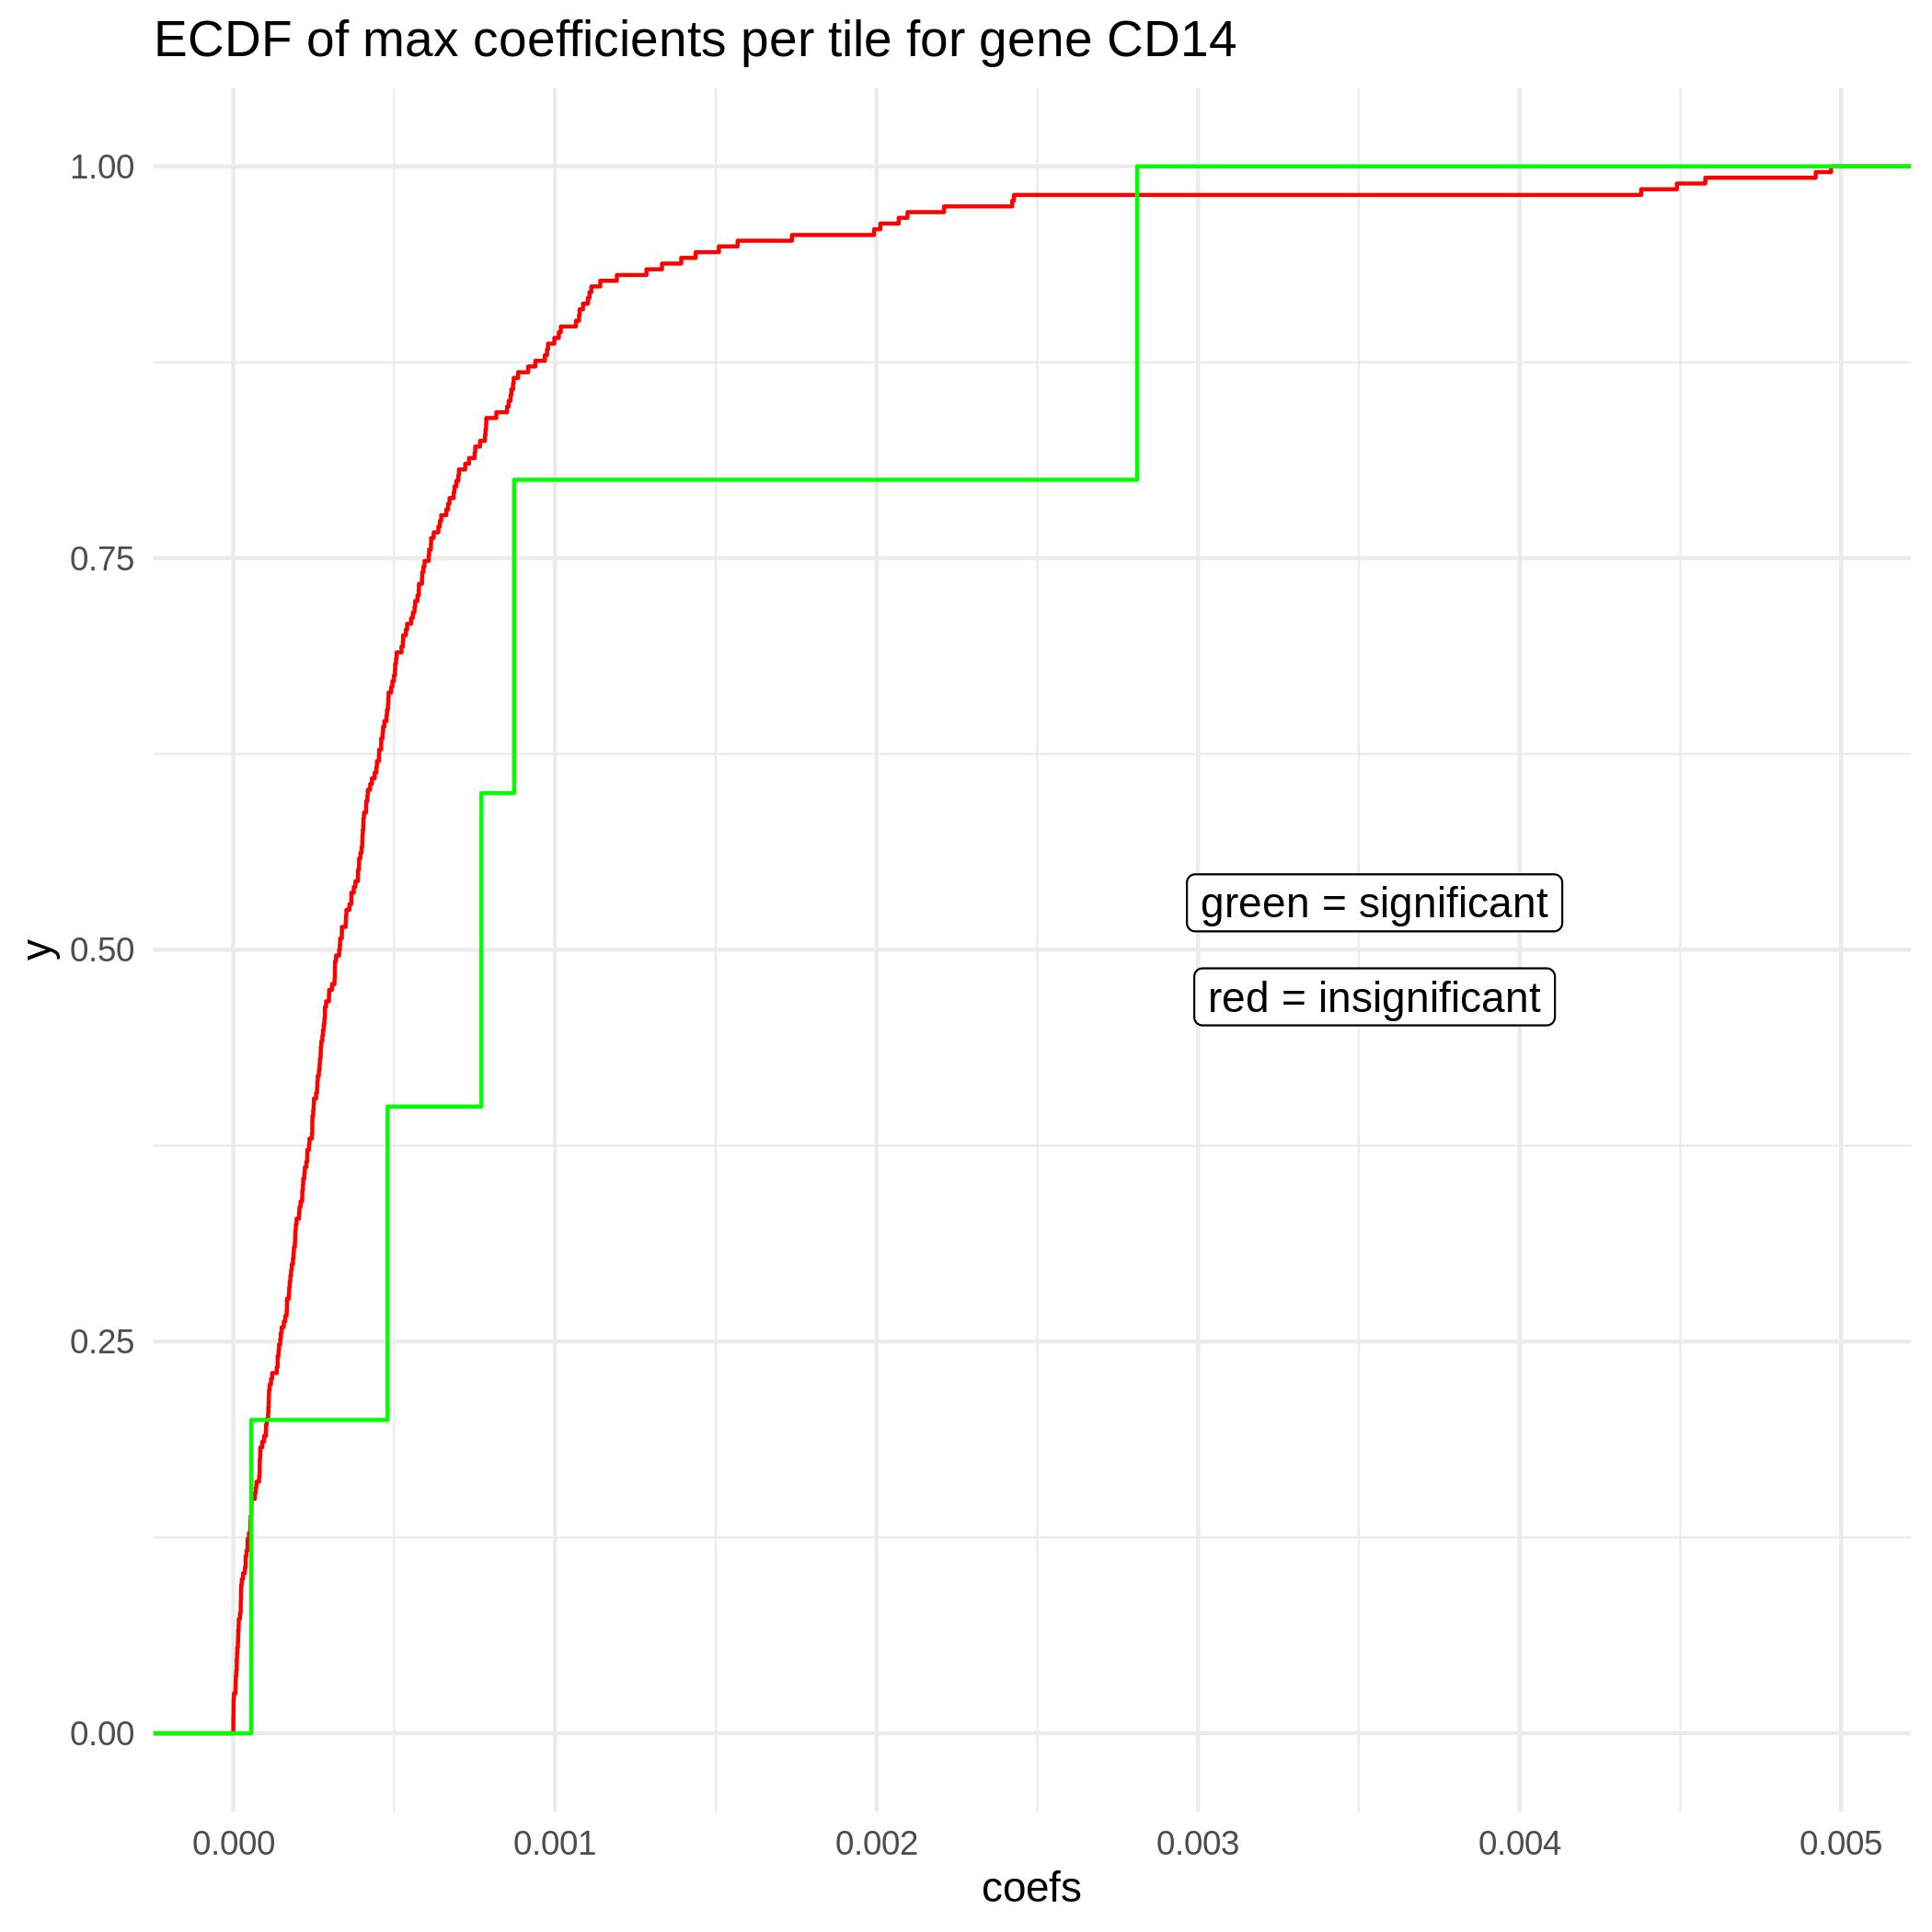 ECDF of max coefficients per tile for gene CD14
1.00
0.75
0.50
0.25
0.00
y
green = significant
red = insignificant
0.000 0.001 0.002 0.003 0.004 0.005
coefs